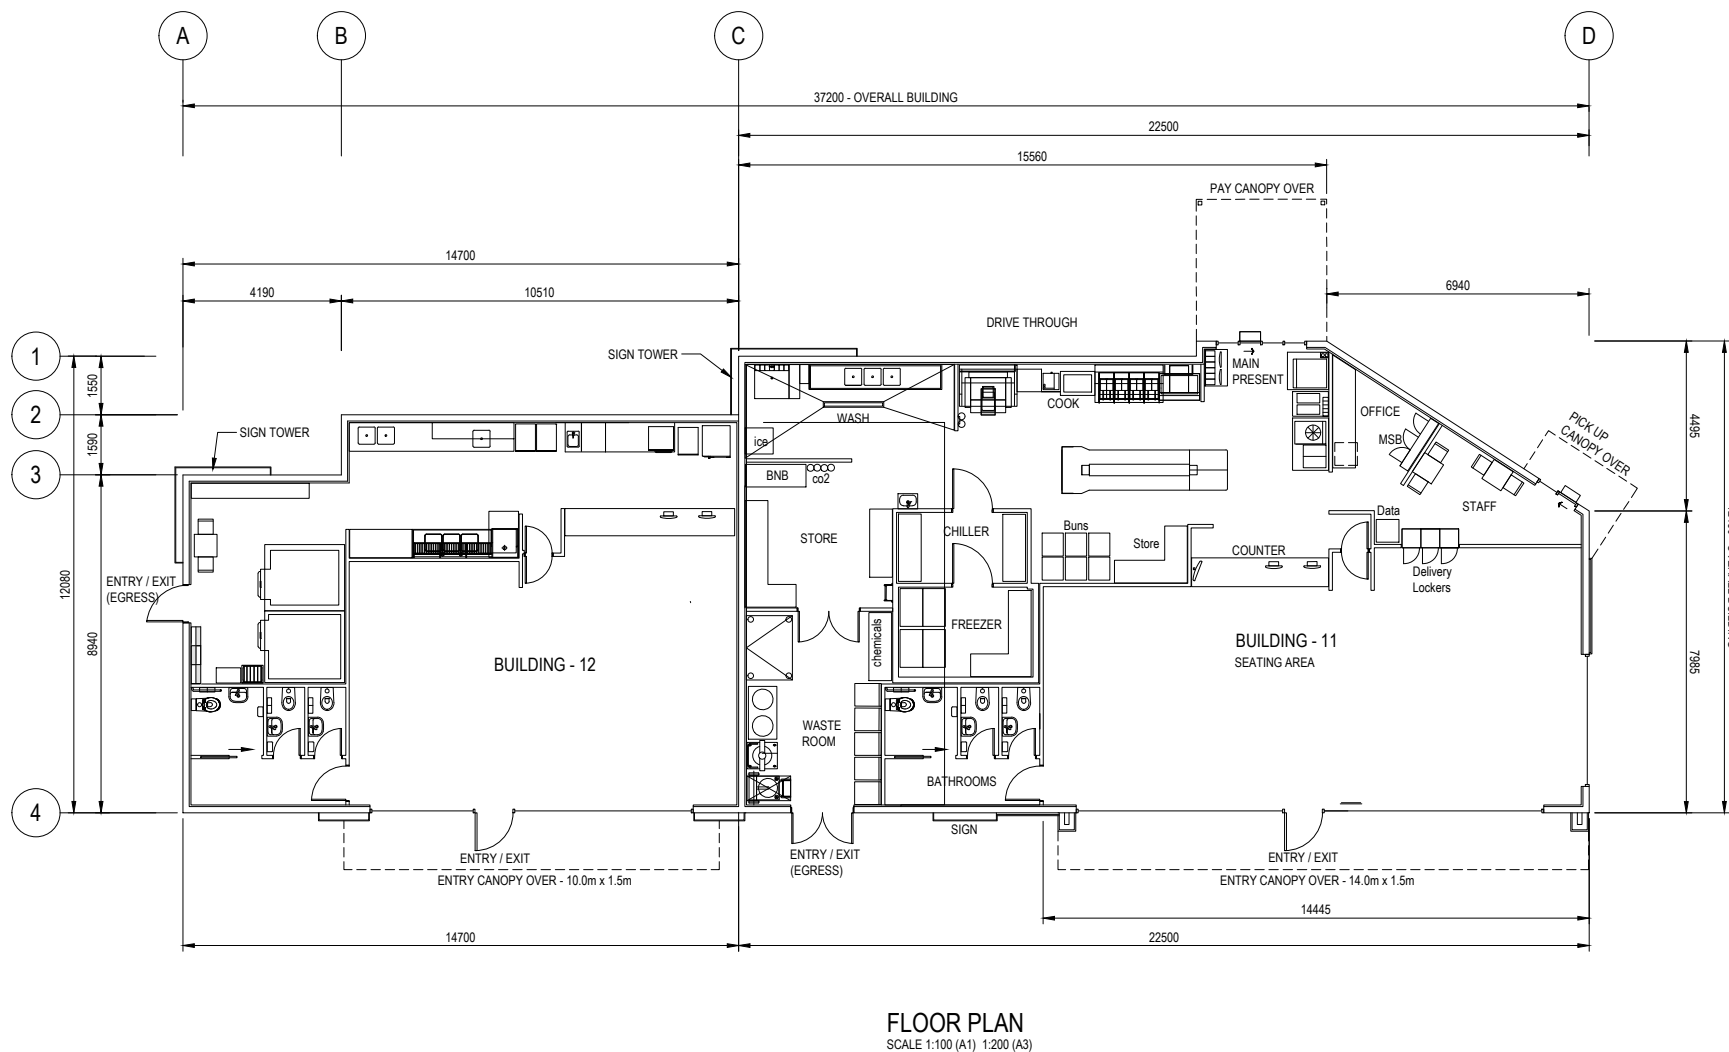 A
B
C
D
37200 - OVERALL BUILDING
22500
15560
PAY CANOPY OVER
14700
4190
10510
6940
DRIVE THROUGH
1
2
3
4
1550
1590
12080
8940
SIGN TOWER
SIGN TOWER
MAIN
PRESENT
COOK
WASH
OFFICE
MSB
PICK UP
CANOPY OVER
4495
7985
ice
BNB
co2
STAFF
Data
STORE
CHILLER
Buns
Store
COUNTER
Delivery
Lockers
ENTRY / EXIT
(EGRESS)
chemicals
FREEZER
BUILDING - 12
BUILDING - 11
SEATING AREA
WASTE
ROOM
BATHROOMS
SIGN
ENTRY / EXIT
ENTRY CANOPY OVER - 10.0m x 1.5m
ENTRY / EXIT
(EGRESS)
ENTRY / EXIT
ENTRY CANOPY OVER - 14.0m x 1.5m
14445
14700
22500
FLOOR PLAN
SCALE 1:100 (A1) 1:200 (A3)